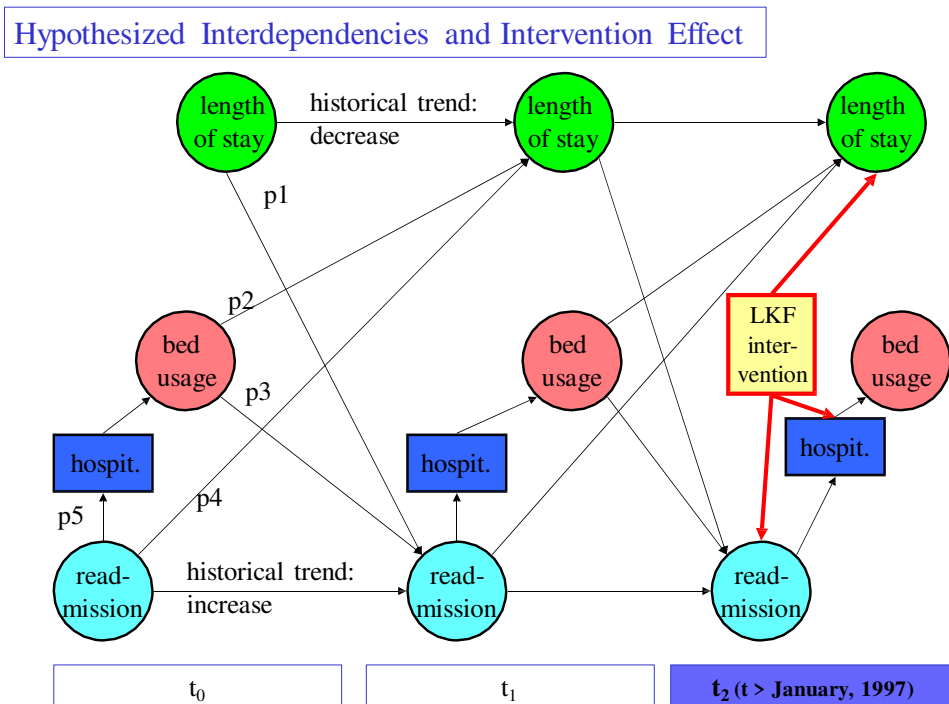 Hypothesized Interdependencies and Intervention Effect
length
of stay
historical trend:
decrease
length
of stay
length
of stay
p1
p2
bed
usage
p3
bed
usage
LKF
inter-
vention
bed
usage
hospit.
hospit.
hospit.
p4
p5
read-
mission
historical trend:
increase
read-
mission
read-
mission
t0
t1
t2 (t > January, 1997)